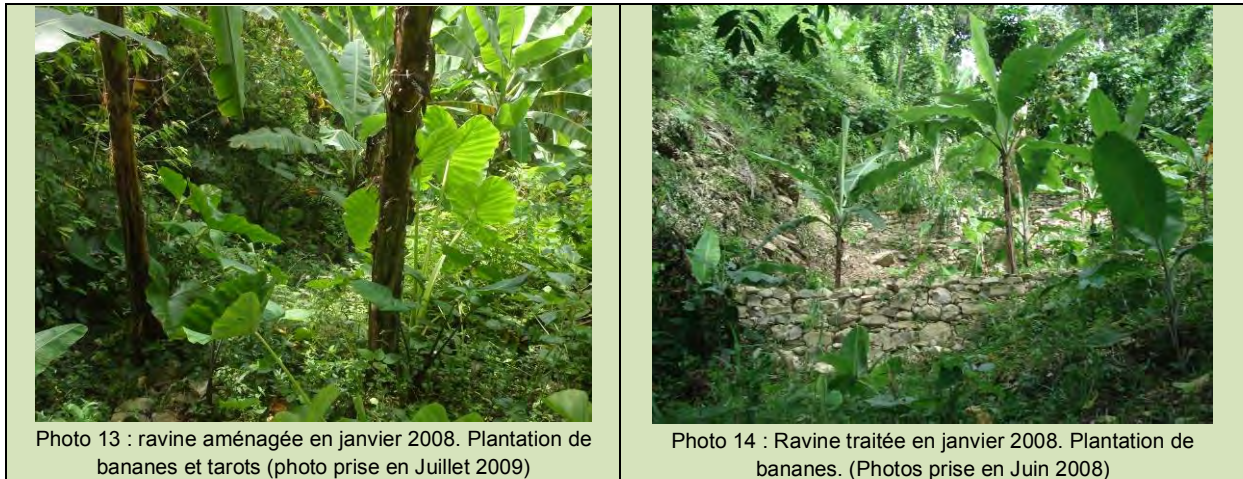 Photo 13 : ravine aménagée en janvier 2008. Plantation de
bananes et tarots (photo prise en Juillet 2009)
Photo 14 : Ravine traitée en janvier 2008. Plantation de
bananes. (Photos prise en Juin 2008)